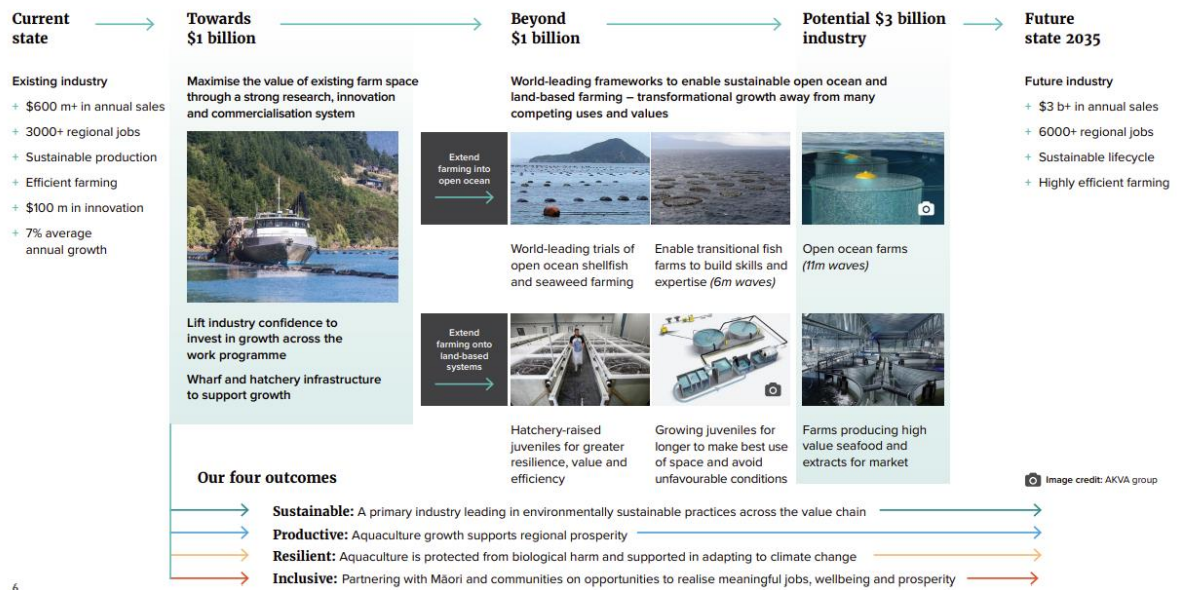 Current
state
Towards
$1 billion
Beyond
$1 billion
Potential $3 billion
industry
Future
state 2035
Existing industry
+ $600 m+ in annual sales
+ 3000+ regional jobs
+ Sustainable production
+ Efficient farming
+ $100 m in innovation
+ 7% average
annual growth
Maximise the value of existing farm space
through a strong research, innovation
and commercialisation system
Lift industry confidence to
invest in growth across the
work programme
Wharf and hatchery infrastructure
to support growth
World-leading frameworks to enable sustainable open ocean and
land-based farming – transformational growth away from many
competing uses and values
Extend
farming into
open ocean
World-leading trials of
open ocean shellfish
and seaweed farming
Enable transitional fish
farms to build skills and
expertise (6m waves)
Open ocean farms
(11m waves)
Extend
farming onto
land-based
systems
Hatchery-raised
juveniles for greater
resilience, value and
efficiency
Growing juveniles for
longer to make best use
of space and avoid
unfavourable conditions
Farms producing high
value seafood and
extracts for market
Future industry
+ $3 b+ in annual sales
+ 6000+ regional jobs
+ Sustainable lifecycle
+ Highly efficient farming
Image credit: AKVA group
Our four outcomes
Sustainable: A primary industry leading in environmentally sustainable practices across the value chain
Productive: Aquaculture growth supports regional prosperity
Resilient: Aquaculture is protected from biological harm and supported in adapting to climate change
Inclusive: Partnering with Māori and communities on opportunities to realise meaningful jobs, wellbeing and prosperity
6